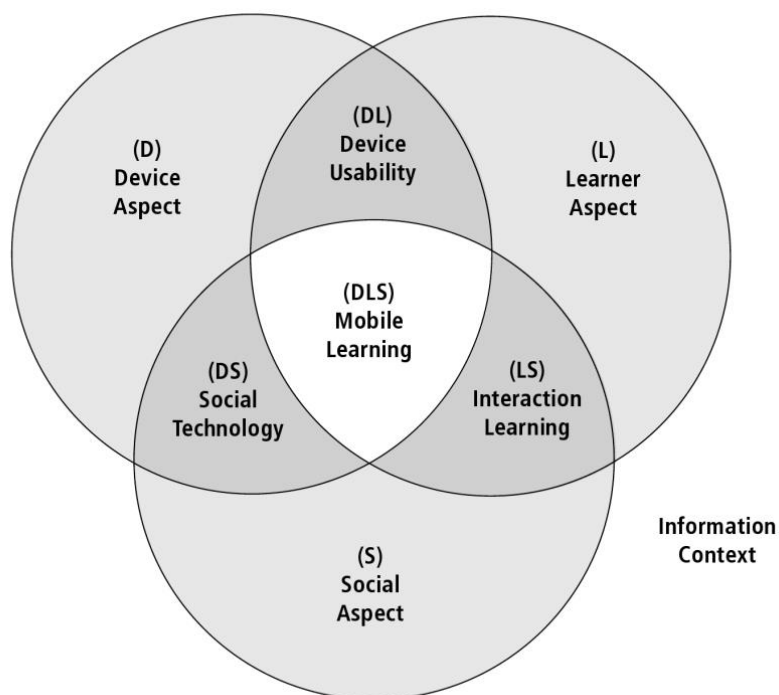 (DL)
Device
Usability
(D)
Device
Aspect
(L)
Learner
Aspect
(DLS)
Mobile
Learning
(DS)
Social
Technology
(LS)
Interaction
Learning
Information
Context
(S)
Social
Aspect